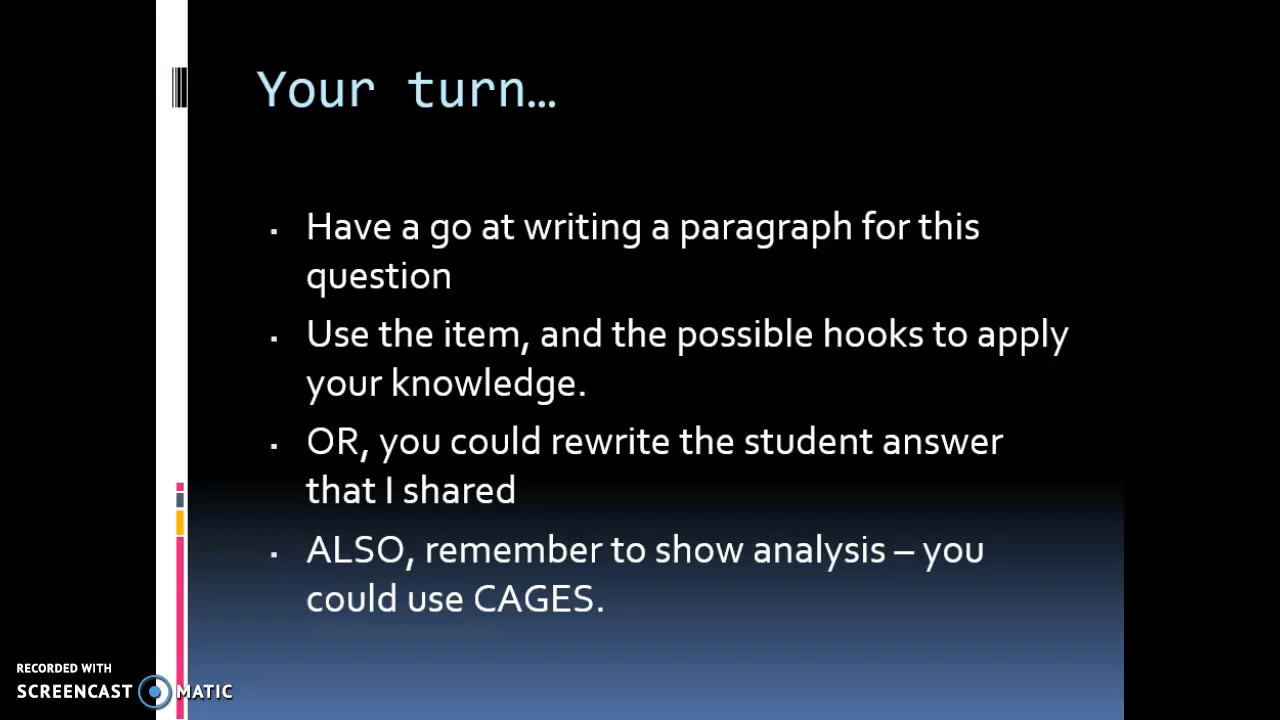 Your turn…
▪ Have a go at writing a paragraph for this
question
▪ Use the item, and the possible hooks to apply
your knowledge.
▪ OR, you could rewrite the student answer
that I shared
▪ ALSO, remember to show analysis – you
could use CAGES.
RECORDED WITH
SCREENCAST MATIC